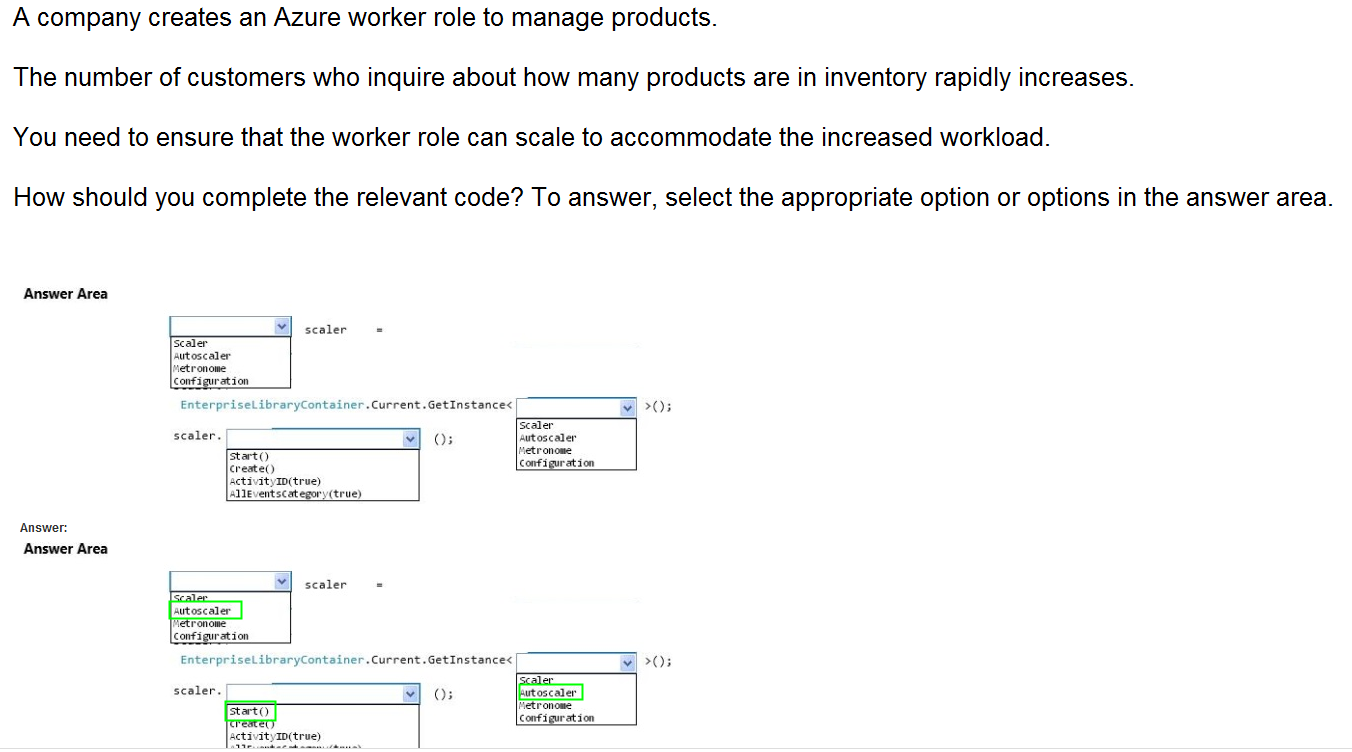 A company creates an Azure worker role to manage products.
The number of customers who inquire about how many products are in inventory rapidly increases.
You need to ensure that the worker role can scale to accommodate the increased workload.
How should you complete the relevant code? To answer, select the appropriate option or options in the answer area.
Answer Area
scaler =
Scaler
Autoscaler
Metronome
Configuration
EnterpriseLibraryContainer.Current.GetInstance< >();
Scaler
Autoscaler
Metronome
Configuration
scaler. ();
Start()
Create()
ActivityID(true)
AllEventsCategory(true)
Answer:
Answer Area
scaler =
Scaler
Autoscaler
Metronome
Configuration
EnterpriseLibraryContainer.Current.GetInstance< >();
Scaler
Autoscaler
Metronome
Configuration
scaler. ();
Start()
Create()
ActivityID(true)